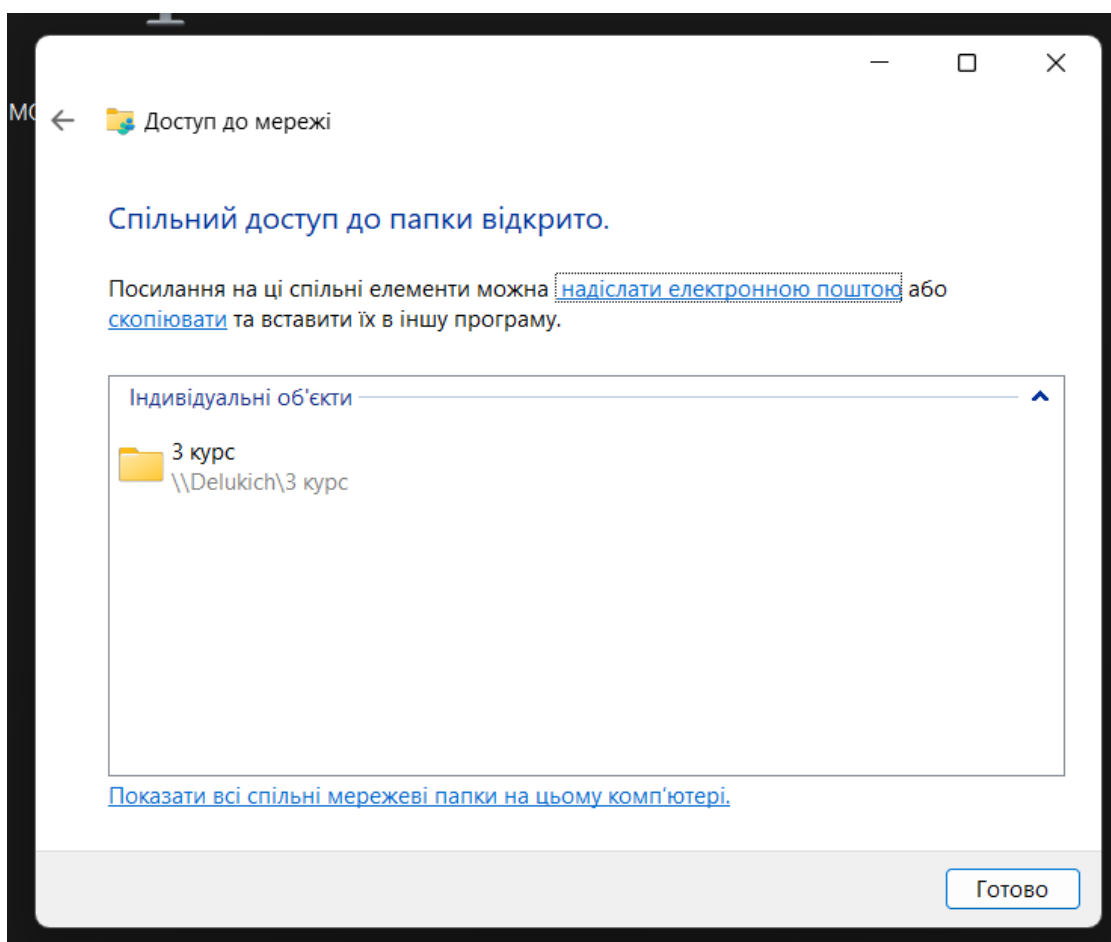 Доступ до мережі
Спільний доступ до папки відкрито.
Посилання на ці спільні елементи можна надіслати електронною поштою або
скопіювати та вставити їх в іншу програму.
Індивідуальні об'єкти
3 курс
\\Delukich\3 курс
Показати всі спільні мережеві папки на цьому комп'ютері.
Готово